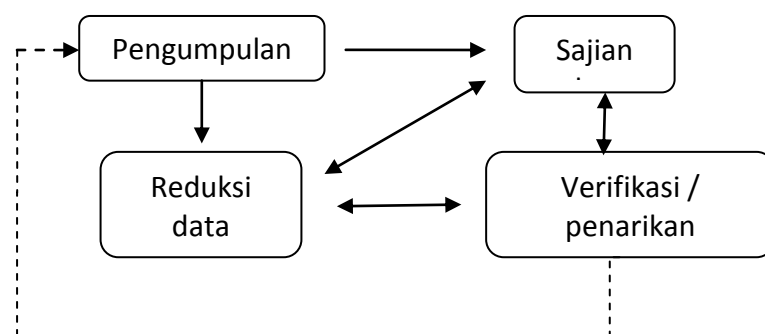 Pengumpulan
Sajian
Reduksi
data
Verifikasi /
penarikan